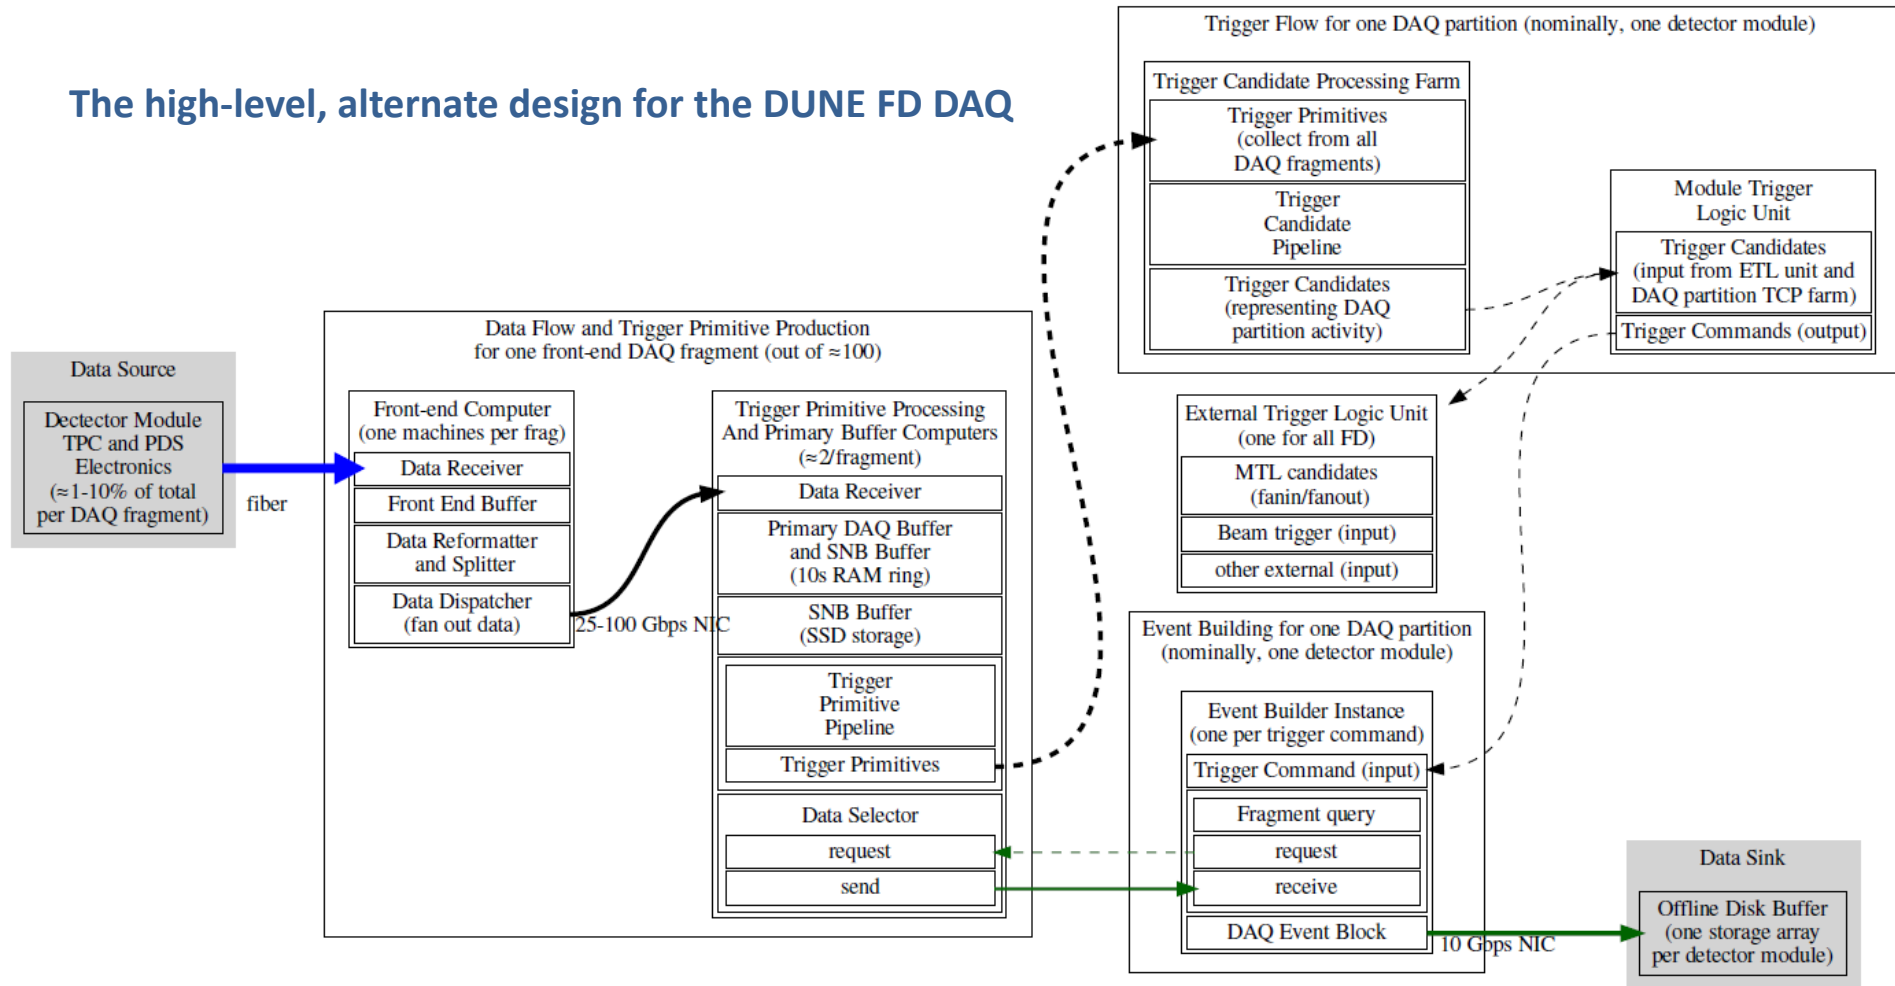 The high-level, alternate design for the DUNE FD DAQ
Data Source
Dectector Module
TPC and PDS
Electronics
(≈1-10% of total
per DAQ fragment)
fiber
Data Flow and Trigger Primitive Production
for one front-end DAQ fragment (out of ≈100)
Front-end Computer
(one machines per frag)
Data Receiver
Front End Buffer
Data Reformatter
and Splitter
Data Dispatcher
(fan out data)
25-100 Gbps NIC
Trigger Primitive Processing
And Primary Buffer Computers
(≈2/fragment)
Data Receiver
Primary DAQ Buffer
and SNB Buffer
(10s RAM ring)
SNB Buffer
(SSD storage)
Trigger
Primitive
Pipeline
Trigger Primitives
Data Selector
request
send
Trigger Flow for one DAQ partition (nominally, one detector module)
Trigger Candidate Processing Farm
Trigger Primitives
(collect from all
DAQ fragments)
Trigger
Candidate
Pipeline
Trigger Candidates
(representing DAQ
partition activity)
Module Trigger
Logic Unit
Trigger Candidates
(input from ETL unit and
DAQ partition TCP farm)
Trigger Commands (output)
External Trigger Logic Unit
(one for all FD)
MTL candidates
(fanin/fanout)
Beam trigger (input)
other external (input)
Event Building for one DAQ partition
(nominally, one detector module)
Event Builder Instance
(one per trigger command)
Trigger Command (input)
Fragment query
request
receive
DAQ Event Block
10 Gbps NIC
Data Sink
Offline Disk Buffer
(one storage array
per detector module)